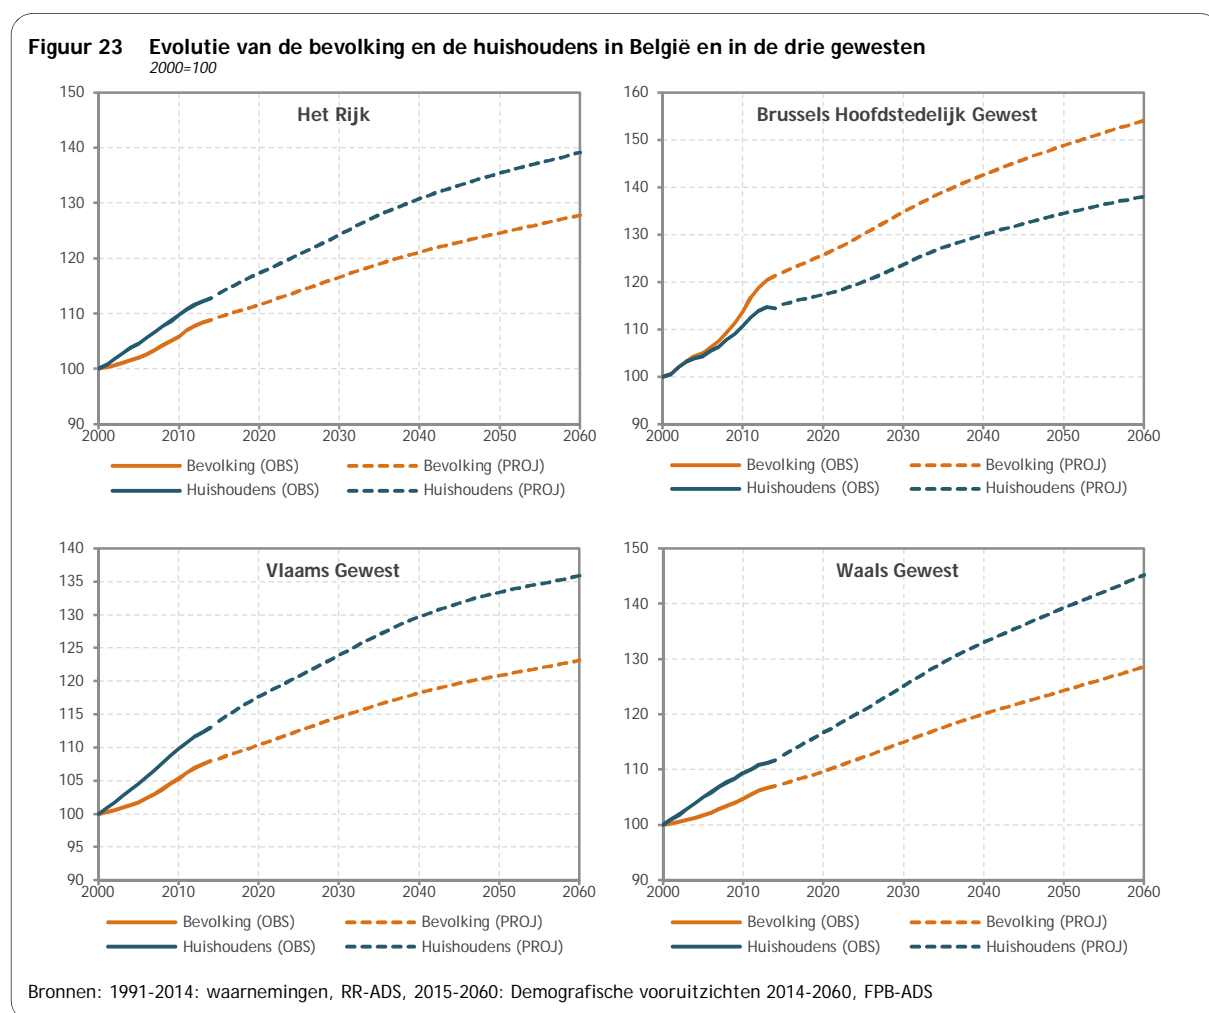 Figuur 23 Evolutie van de bevolking en de huishoudens in België en in de drie gewesten
2000=100
Het Rijk
150
140
130
120
110
100
90
2000 2010 2020 2030 2040 2050 2060
Bevolking (OBS) Bevolking (PROJ)
Huishoudens (OBS) Huishoudens (PROJ)
Brussels Hoofdstedelijk Gewest
160
150
140
130
120
110
100
90
2000 2010 2020 2030 2040 2050 2060
Bevolking (OBS) Bevolking (PROJ)
Huishoudens (OBS) Huishoudens (PROJ)
Vlaams Gewest
140
135
130
125
120
115
110
105
100
95
90
2000 2010 2020 2030 2040 2050 2060
Bevolking (OBS) Bevolking (PROJ)
Huishoudens (OBS) Huishoudens (PROJ)
Waals Gewest
150
140
130
120
110
100
90
2000 2010 2020 2030 2040 2050 2060
Bevolking (OBS) Bevolking (PROJ)
Huishoudens (OBS) Huishoudens (PROJ)
Bronnen: 1991-2014: waarnemingen, RR-ADS, 2015-2060: Demografische vooruitzichten 2014-2060, FPB-ADS